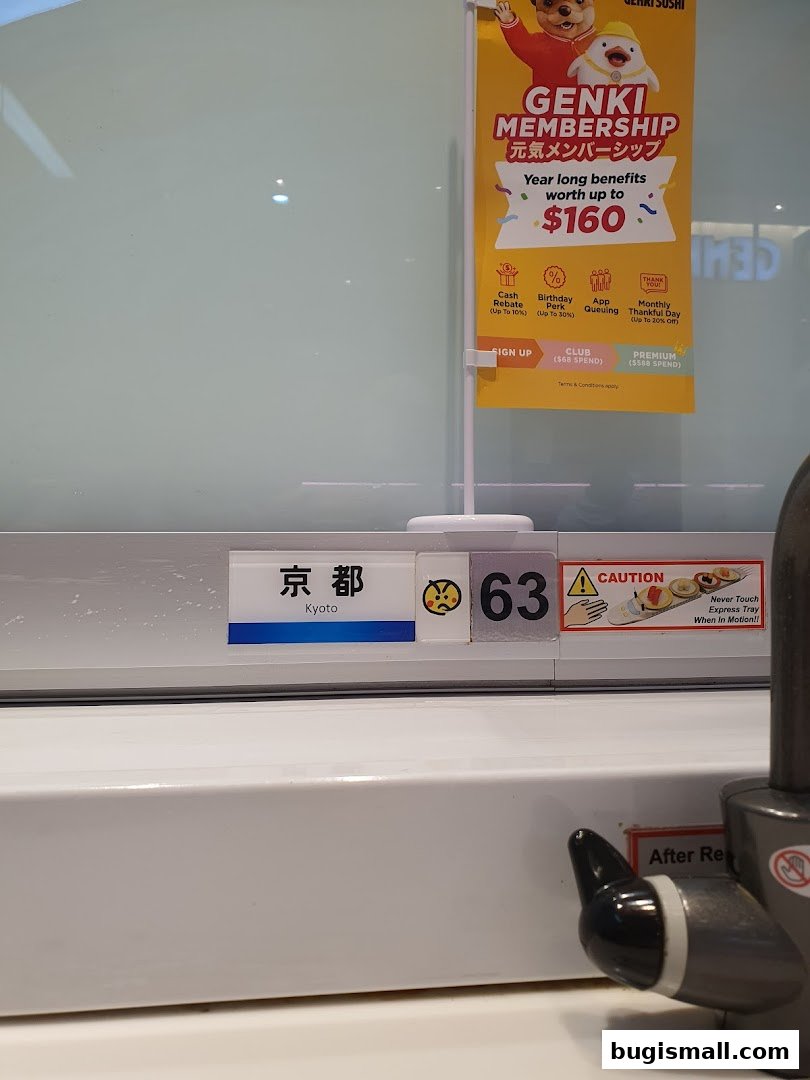 GENKI SUSHI
GENKI
MEMBERSHIP
元気メンバーシップ
Year long benefits
worth up to
$160
Cash
Rebate
(Up To 10%)
Birthday
Perk
(Up To 30%)
App
Queuing
THANK
YOU!
Monthly
Thankful Day
(Up To 20% Off)
SIGN UP
CLUB
($68 SPEND)
PREMIUM
($588 SPEND)
Terms & Conditions apply.
GENKI
京都
Kyoto
63
CAUTION
Never Touch
Express Tray
When In Motion!!
After Re
bugismall.com